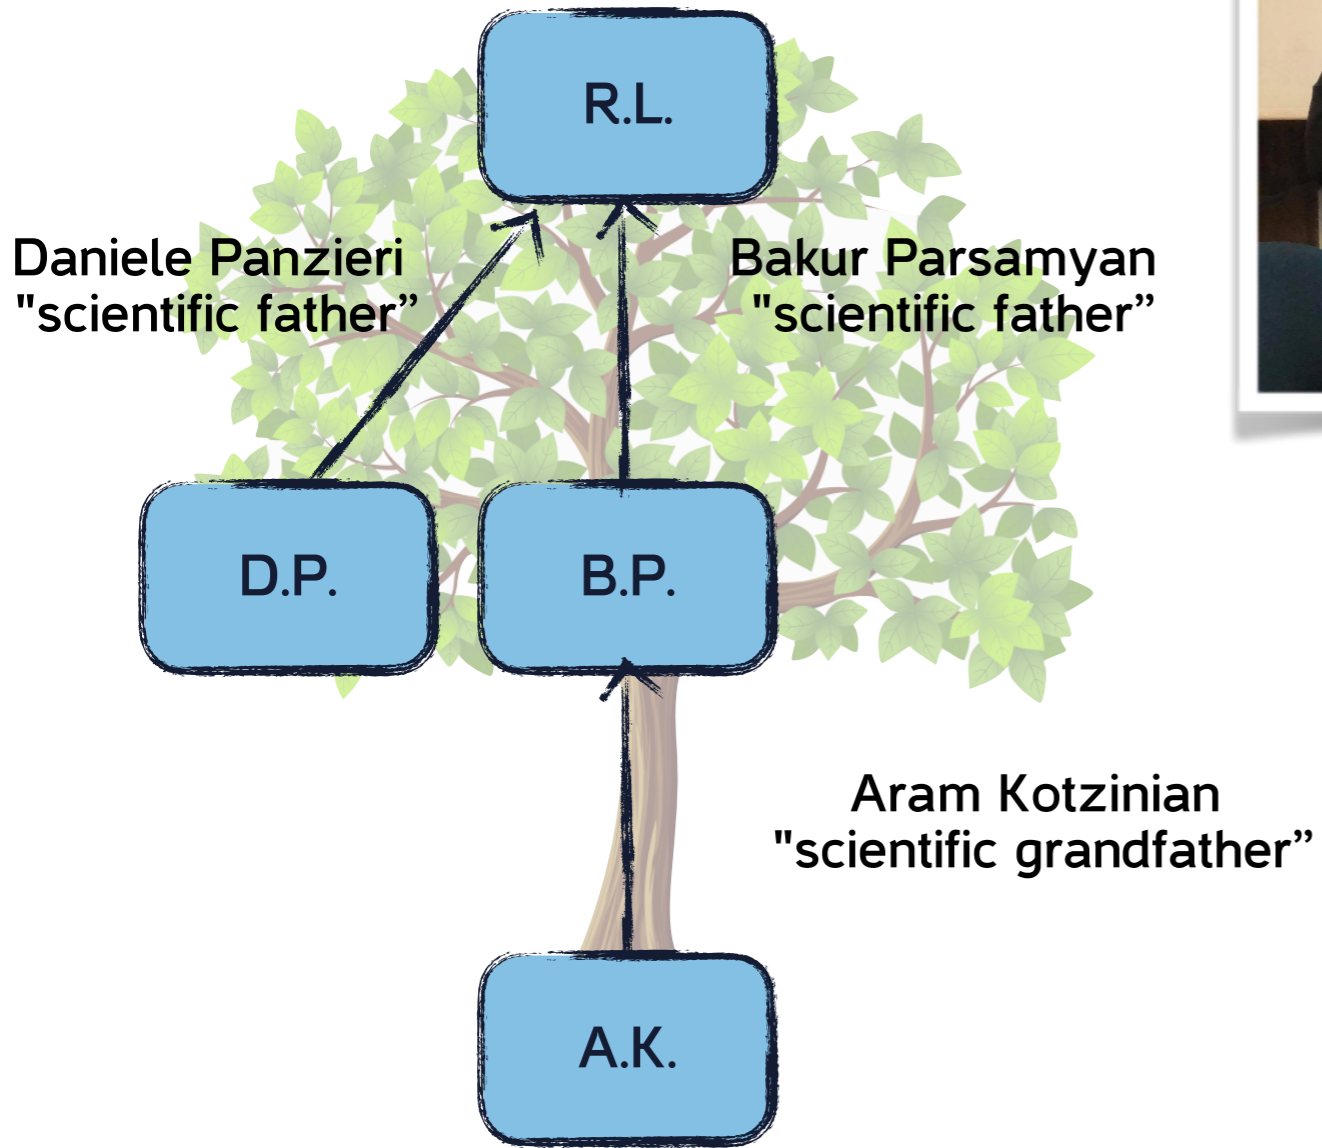 R.L.
Daniele Panzieri
"scientific father”
Bakur Parsamyan
"scientific father”
D.P.
B.P.
Aram Kotzinian
"scientific grandfather”
A.K.